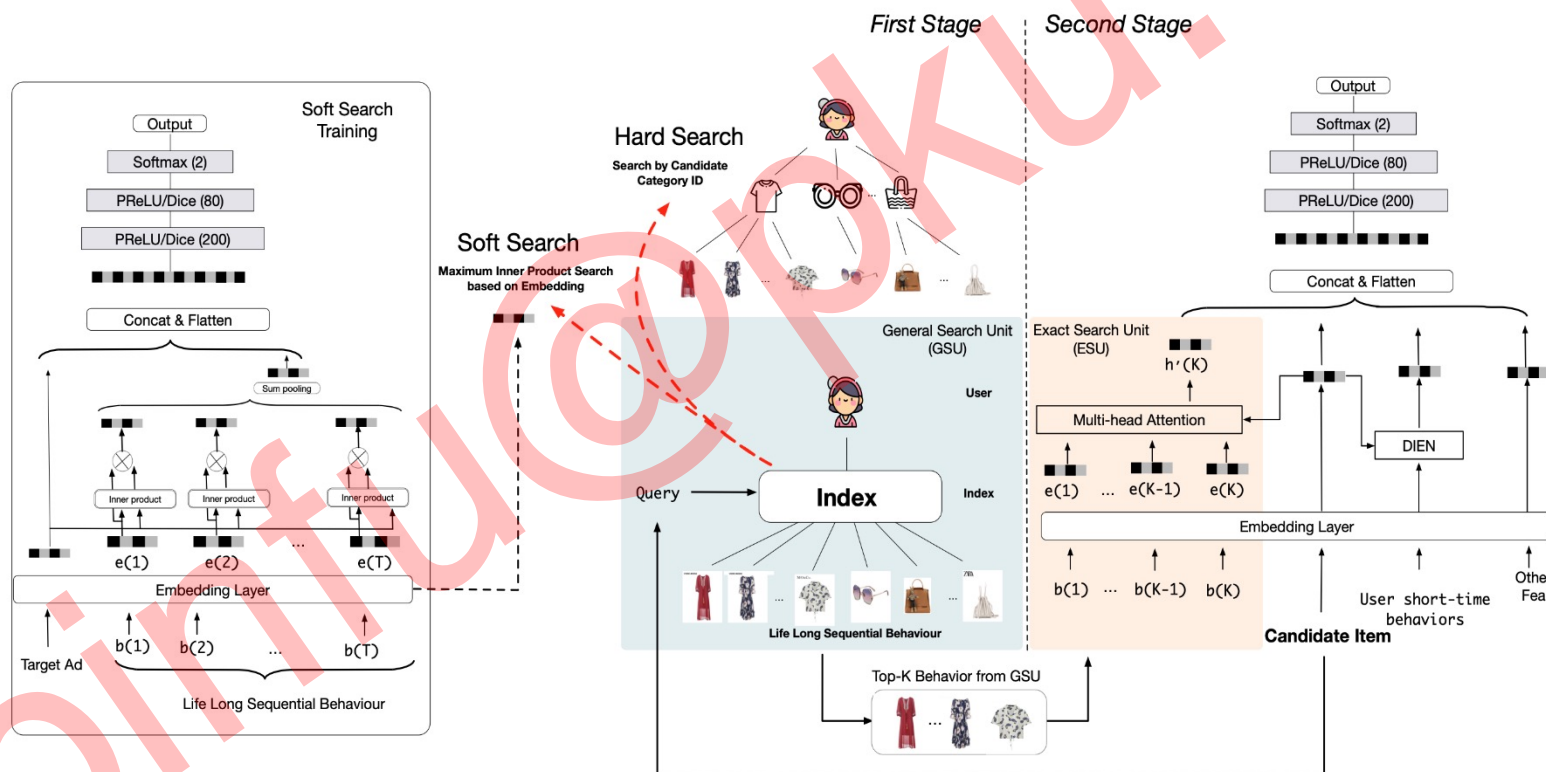 First Stage
Second Stage
Soft Search
Training
Output
Softmax (2)
PReLU/Dice (80)
PReLU/Dice (200)
Concat & Flatten
Sum pooling
Inner product
Inner product
Inner product
e(1)
e(2)
...
e(T)
Embedding Layer
Target Ad
b(1)
b(2)
...
b(T)
Life Long Sequential Behaviour
Hard Search
Search by Candidate
Category ID
...
...
...
Soft Search
Maximum Inner Product Search
based on Embedding
General Search Unit
(GSU)
User
Query
Index
Index
...
...
Life Long Sequential Behaviour
Top-K Behavior from GSU
...
Output
Softmax (2)
PReLU/Dice (80)
PReLU/Dice (200)
Concat & Flatten
Exact Search Unit
(ESU)
h'(K)
Multi-head Attention
DIEN
e(1)
...
e(K-1)
e(K)
Embedding Layer
b(1)
...
b(K-1)
b(K)
Candidate Item
User short-time
behaviors
Othe
Fea
pinfu@pku.